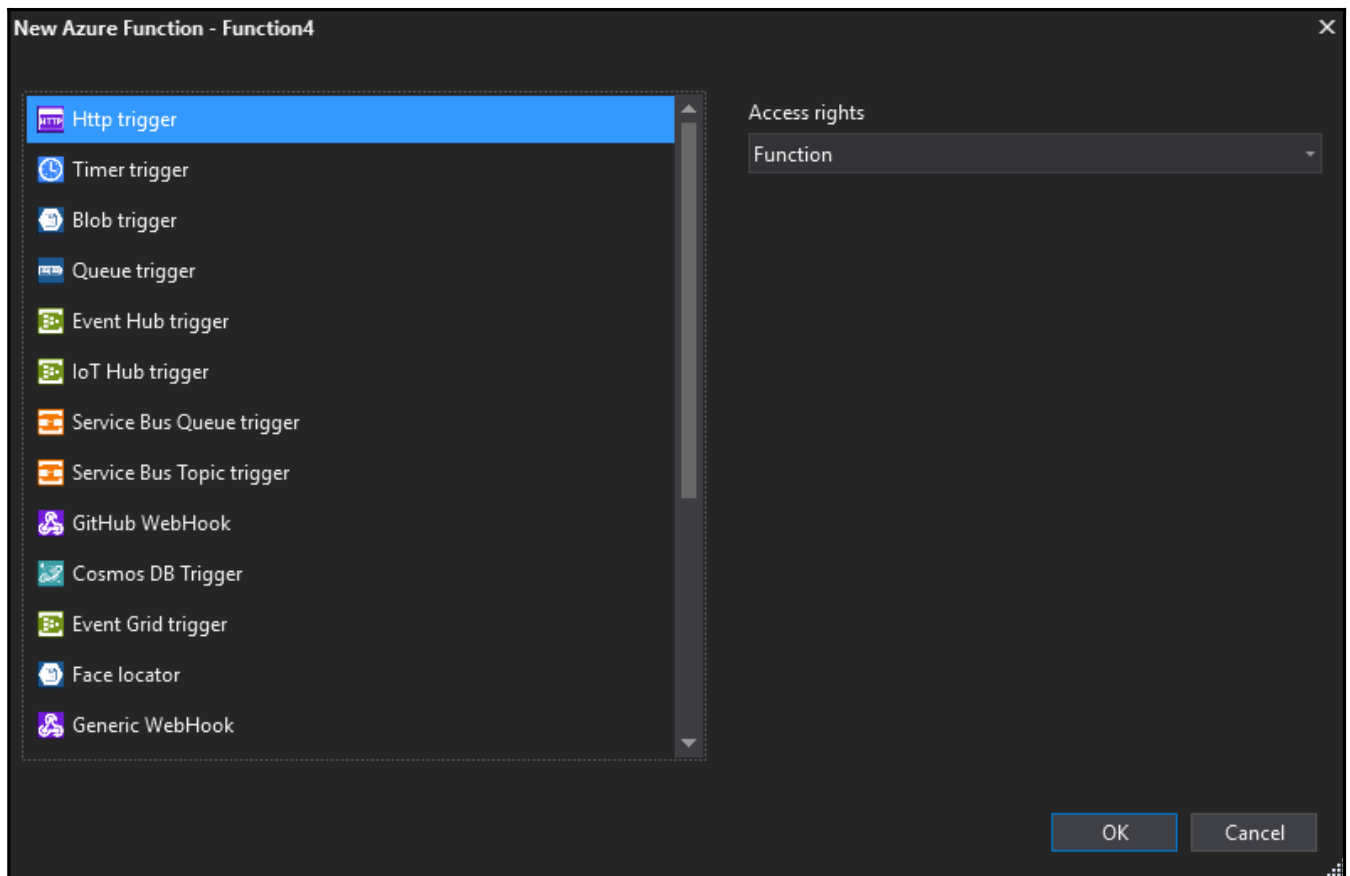 New Azure Function - Function4
Http trigger
Timer trigger
Blob trigger
Queue trigger
Event Hub trigger
IoT Hub trigger
Service Bus Queue trigger
Service Bus Topic trigger
GitHub WebHook
Cosmos DB Trigger
Event Grid trigger
Face locator
Generic WebHook
Access rights
Function
OK
Cancel